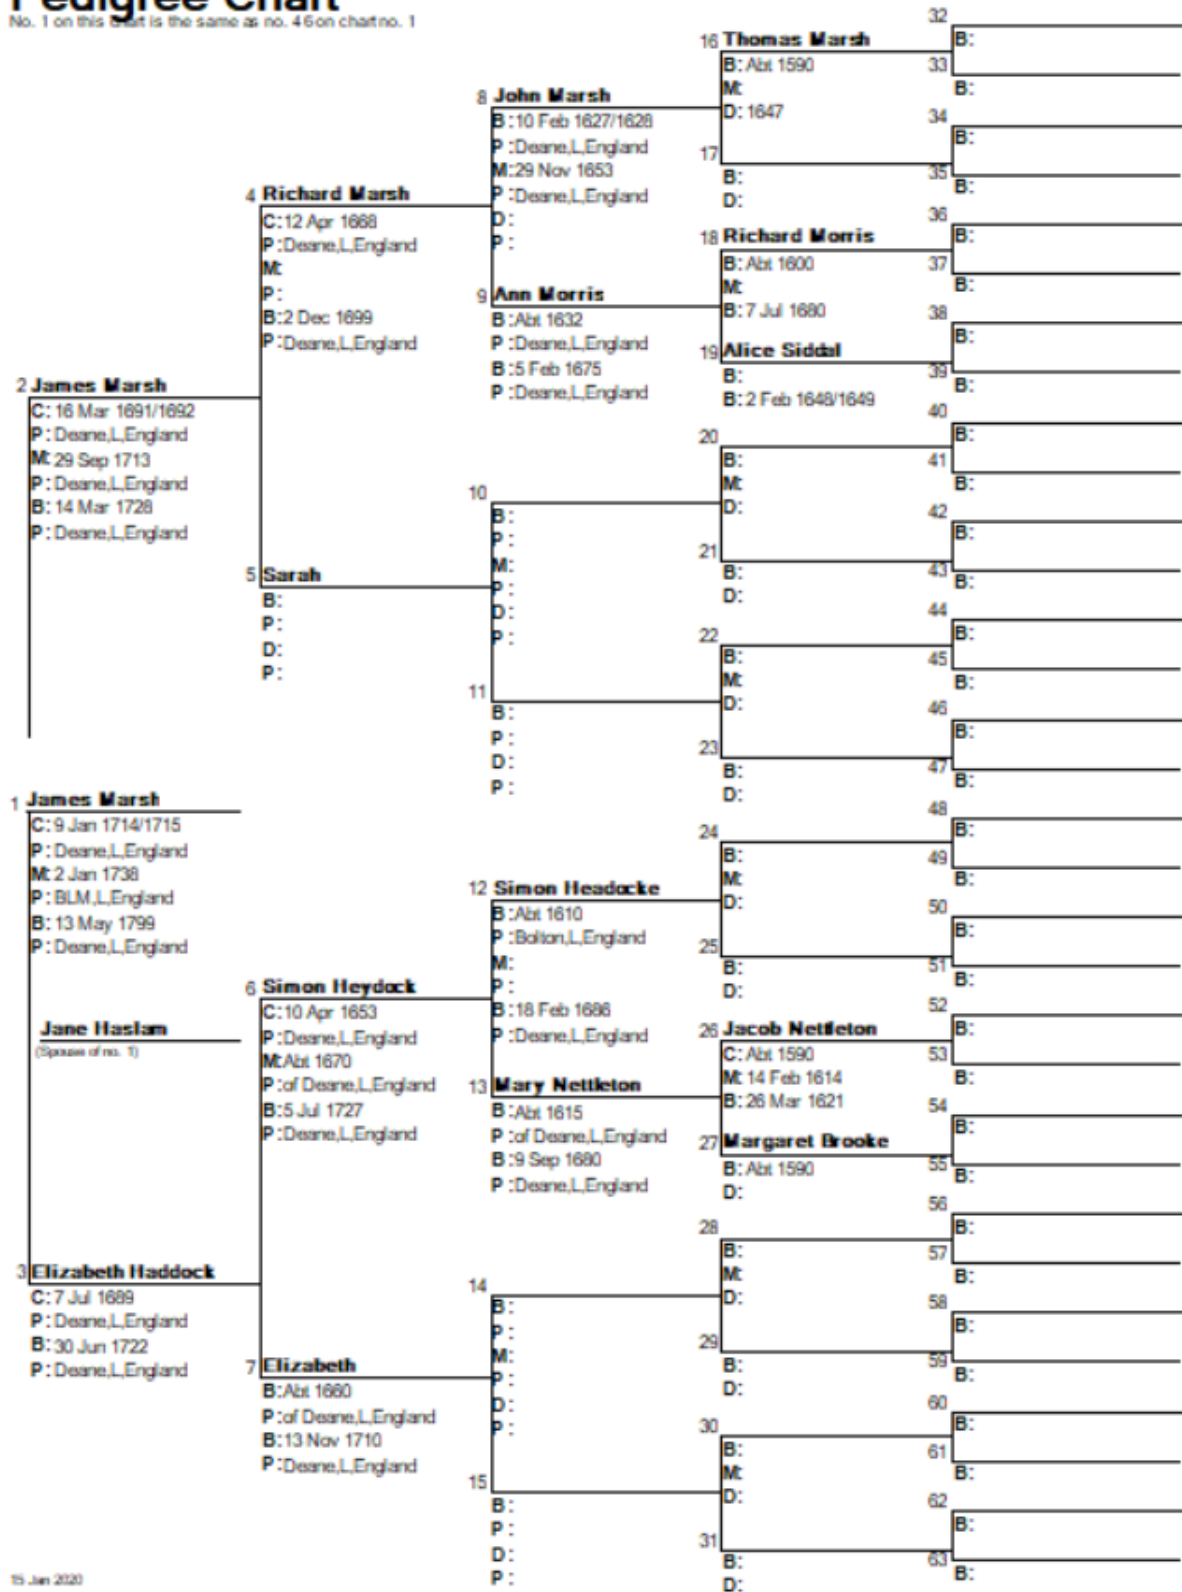 Pedigree Chart
No. 1 on this chart is the same as no. 46 on chart no. 1
2 James Marsh
C: 16 Mar 1691/1692
P: Deane,L,England
M: 29 Sep 1713
P: Deane,L,England
B: 14 Mar 1728
P: Deane,L,England
1 James Marsh
C: 9 Jan 1714/1715
P: Deane,L,England
M: 2 Jan 1738
P: BLM,L,England
B: 13 May 1799
P: Deane,L,England
Jane Haslam
(Spouse of no. 1)
3 Elizabeth Haddock
C: 7 Jul 1689
P: Deane,L,England
B: 30 Jun 1722
P: Deane,L,England
15 Jan 2020
4 Richard Marsh
C: 12 Apr 1668
P: Deane,L,England
M:
P:
B: 2 Dec 1699
P: Deane,L,England
5 Sarah
B:
P:
D:
P:
6 Simon Heydock
C: 10 Apr 1653
P: Deane,L,England
M: Abt 1670
P: of Deane,L,England
B: 5 Jul 1727
P: Deane,L,England
7 Elizabeth
B: Abt 1660
P: of Deane,L,England
B: 13 Nov 1710
P: Deane,L,England
8 John Marsh
B: 10 Feb 1627/1628
P: Deane,L,England
M: 29 Nov 1653
P: Deane,L,England
D:
P:
9 Ann Morris
B: Abt 1632
P: Deane,L,England
B: 5 Feb 1675
P: Deane,L,England
10
B:
P:
M:
P:
D:
P:
11
B:
P:
D:
P:
12 Simon Headocke
B: Abt 1610
P: Bolton,L,England
M:
P:
B: 18 Feb 1686
P: Deane,L,England
13 Mary Nettleton
B: Abt 1615
P: of Deane,L,England
B: 9 Sep 1680
P: Deane,L,England
14
B:
P:
M:
P:
D:
P:
15
B:
P:
D:
P:
16 Thomas Marsh
B: Abt 1590
M:
D: 1647
17
B:
D:
18 Richard Morris
B: Abt 1600
M:
B: 7 Jul 1680
19 Alice Siddal
B:
B: 2 Feb 1648/1649
20
B:
M:
D:
21
B:
D:
22
B:
M:
D:
23
B:
D:
24
B:
M:
D:
25
B:
D:
26 Jacob Nettleton
C: Abt 1590
M: 14 Feb 1614
B: 26 Mar 1621
27 Margaret Brooke
B: Abt 1590
D:
28
B:
M:
D:
29
B:
D:
30
B:
M:
D:
31
B:
D:
32
B:
33
B:
34
B:
35
B:
36
B:
37
B:
38
B:
39
B:
40
B:
41
B:
42
B:
43
B:
44
B:
45
B:
46
B:
47
B:
48
B:
49
B:
50
B:
51
B:
52
B:
53
B:
54
B:
55
B:
56
B:
57
B:
58
B:
59
B:
60
B:
61
B:
62
B:
63
B: